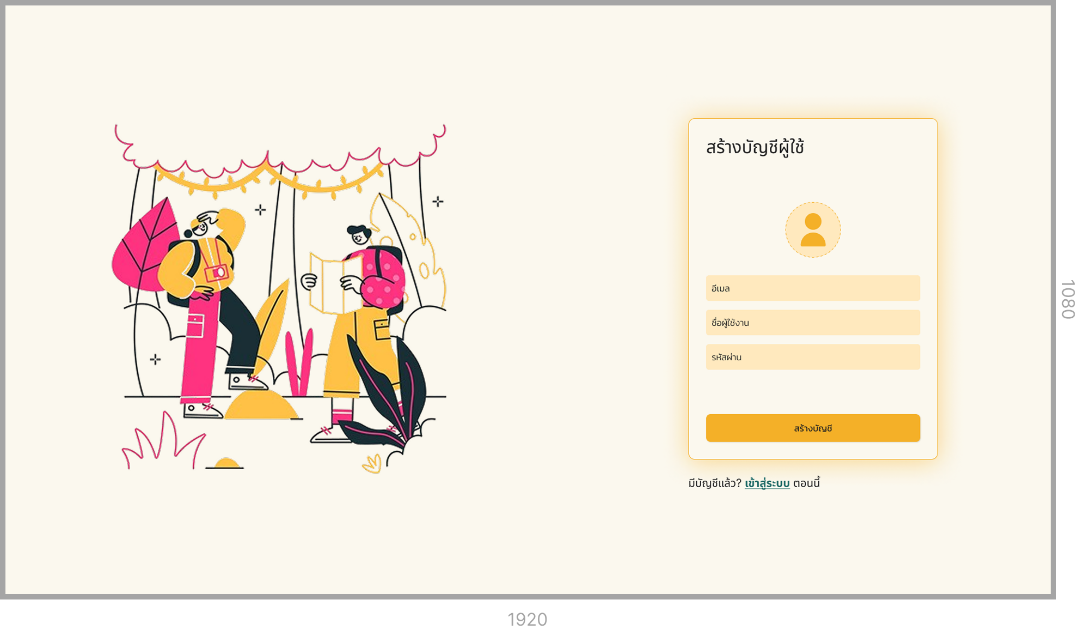 สร้างบัญชีผู้ใช้
อีเมล
ชื่อผู้ใช้งาน
รหัสผ่าน
สร้างบัญชี
มีบัญชีแล้ว? เข้าสู่ระบบ ตอนนี้
1080
1920